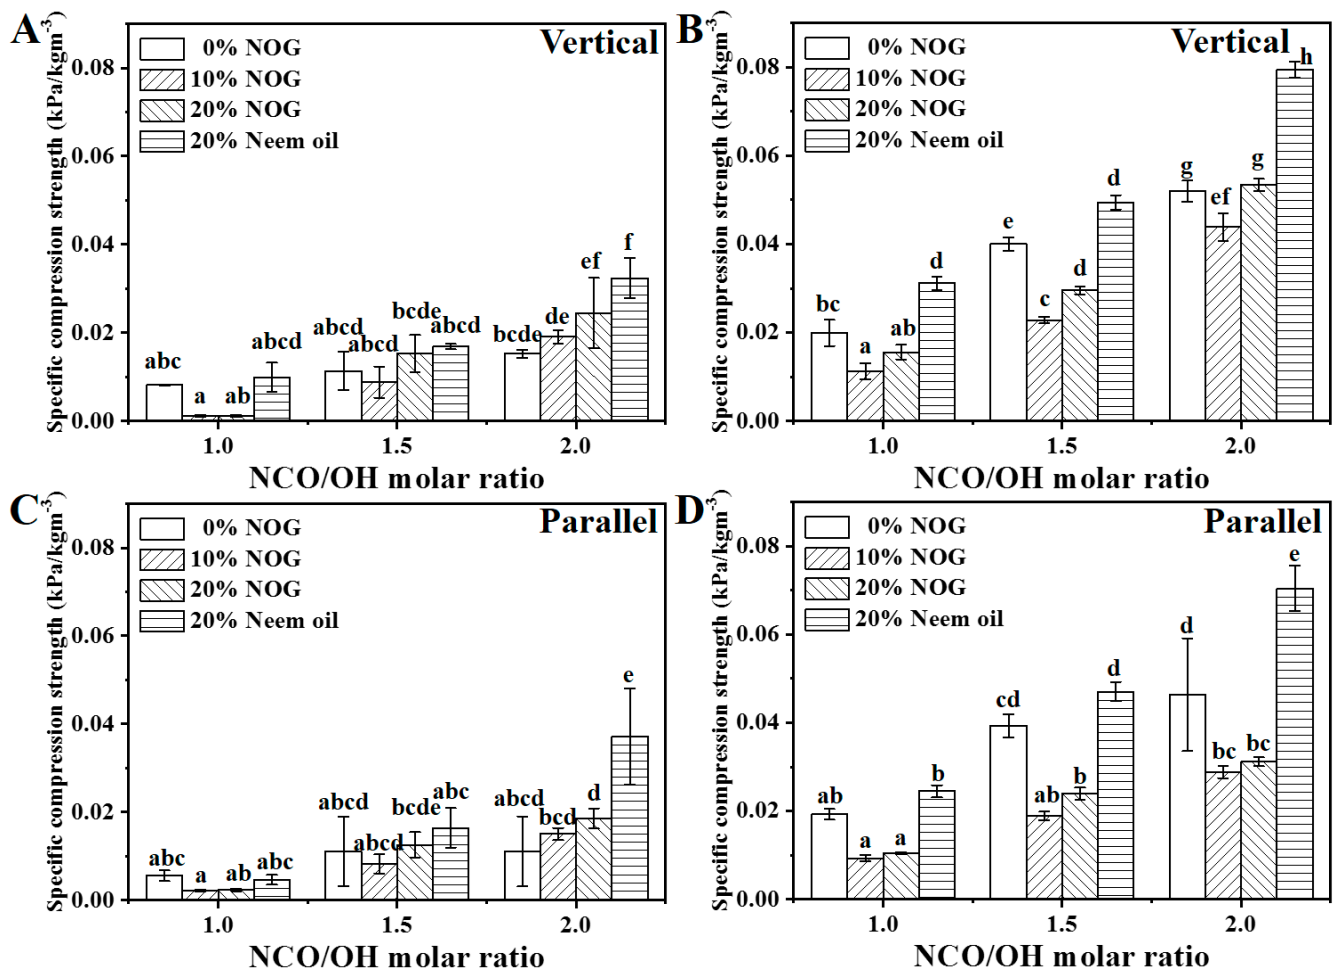 A
Specific compression strength (kPa/kgm-3)
0.08
0.06
0.04
0.02
0.00
0% NOG
10% NOG
20% NOG
20% Neem oil
Vertical
abc
a
ab
abcd
abcd
abcd
bcde
abcd
bcde
de
ef
f
1.0
1.5
2.0
NCO/OH molar ratio
B
Specific compression strength (kPa/kgm-3)
0.08
0.06
0.04
0.02
0.00
0% NOG
10% NOG
20% NOG
20% Neem oil
Vertical
bc
a
ab
d
e
c
d
d
g
ef
g
h
1.0
1.5
2.0
NCO/OH molar ratio
C
Specific compression strength (kPa/kgm-3)
0.08
0.06
0.04
0.02
0.00
0% NOG
10% NOG
20% NOG
20% Neem oil
Parallel
abc
a
ab
abc
abcd
abcd
bcde
abc
abcd
bcd
d
e
1.0
1.5
2.0
NCO/OH molar ratio
D
Specific compression strength (kPa/kgm-3)
0.08
0.06
0.04
0.02
0.00
0% NOG
10% NOG
20% NOG
20% Neem oil
Parallel
ab
a
a
b
cd
ab
b
d
d
bc
bc
e
1.0
1.5
2.0
NCO/OH molar ratio